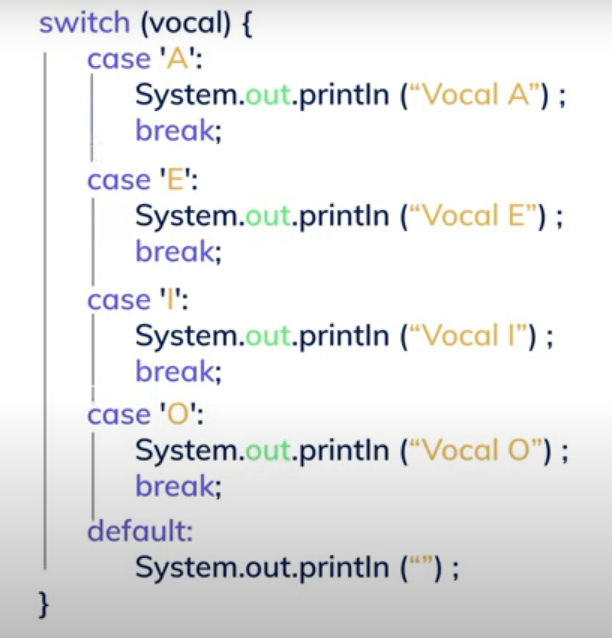 switch (vocal) {
case 'A':
System.out.println (“Vocal A”) ;
break;
case 'E':
System.out.println (“Vocal E”) ;
break;
case 'I':
System.out.println (“Vocal I”) ;
break;
case 'O':
System.out.println (“Vocal O”) ;
break;
default:
System.out.println (“”) ;
}